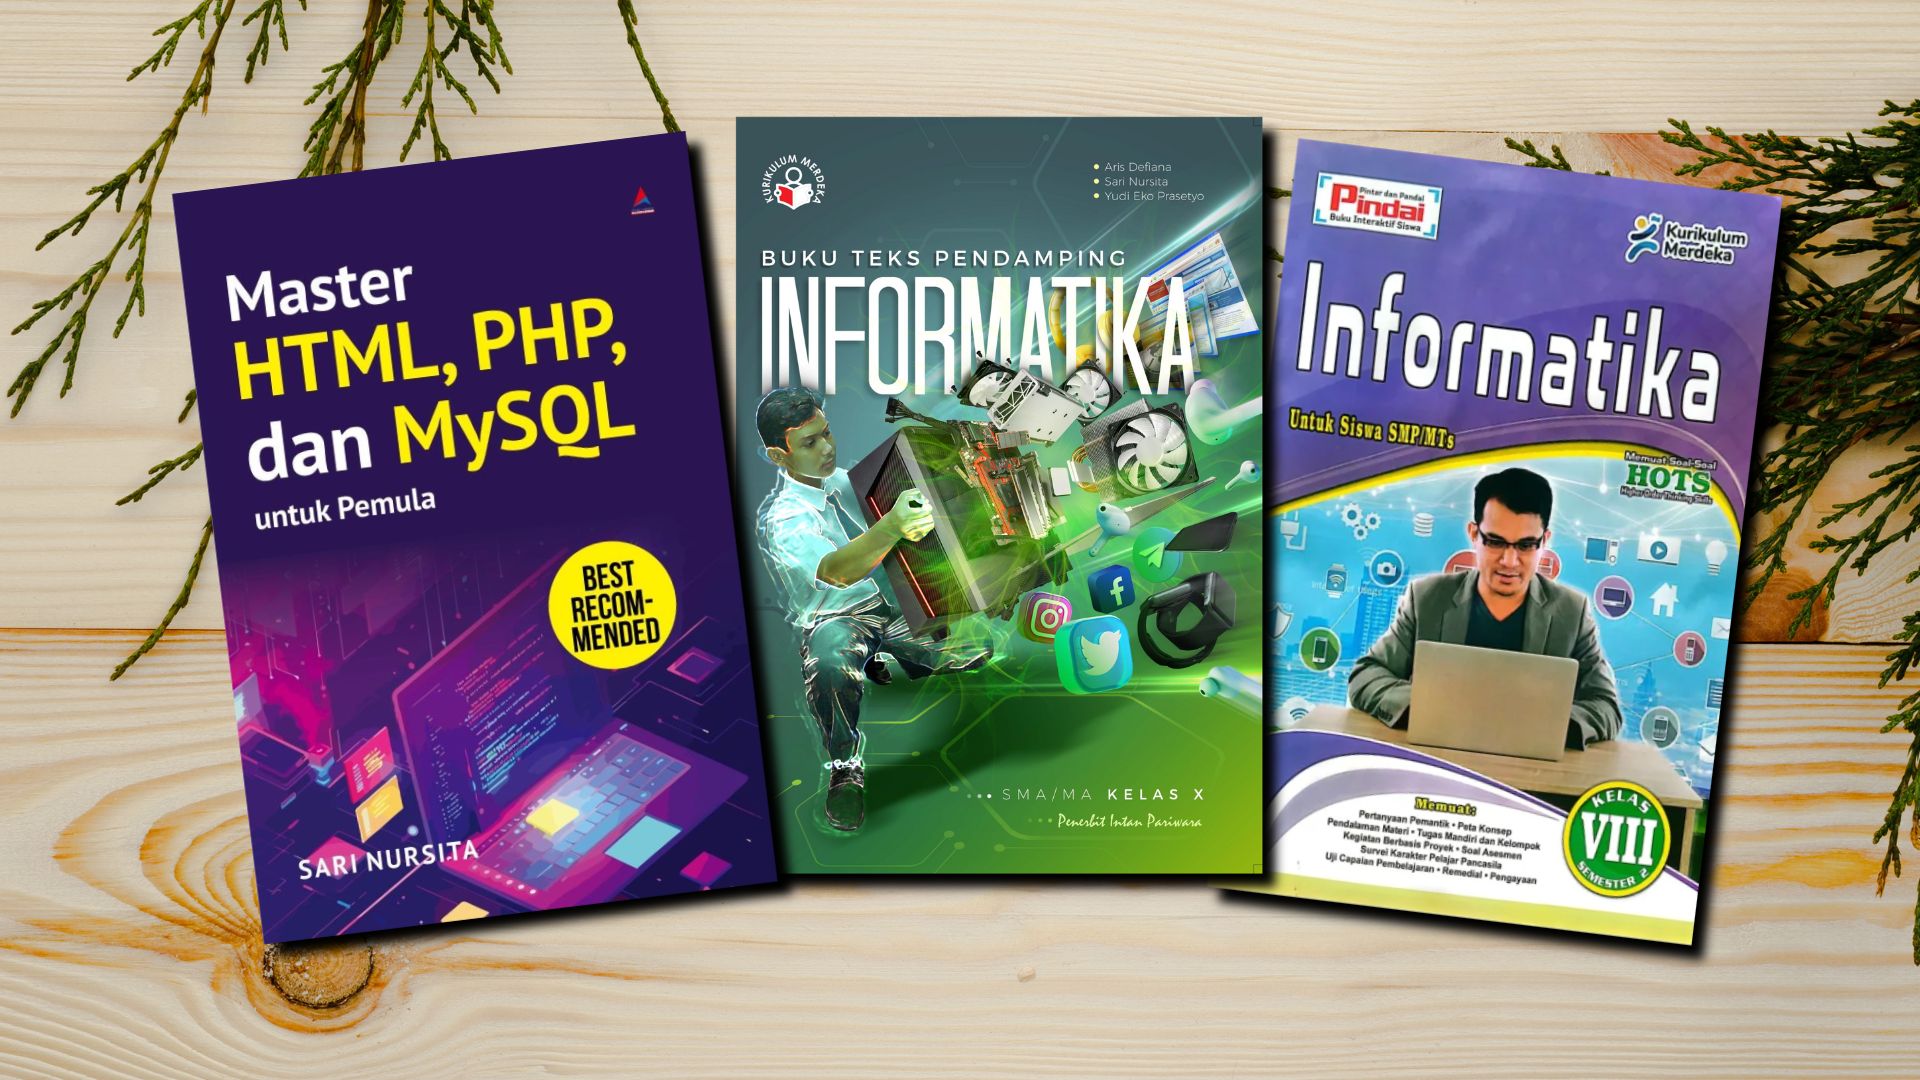 Master
HTML, PHP,
dan MySQL
untuk Pemula
BEST
RECOM-
MENDED
SARI NURSITA
KURIKULUM MERDEKA
Aris Defiana
Sari Nursita
Yudi Eko Prasetyo
BUKU TEKS PENDAMPING
INFORMATIKA
SMA/MA KELAS X
Penerbit Intan Pariwara
Pintar dan Pandai
Pindai
Buku Interaktif Siswa
Kurikulum
Merdeka
Informatika
Untuk Siswa SMP/MTs
Memuat Soal-Soal
HOTS
Higher Order Thinking Skills
Memuat:
Pertanyaan Pemantik • Peta Konsep
Pendalaman Materi • Tugas Mandiri dan Kelompok
Kegiatan Berbasis Proyek • Soal Asesmen
Survei Karakter Pelajar Pancasila
Uji Capaian Pembelajaran • Remedial • Pengayaan
KELAS
VIII
SEMESTER 2